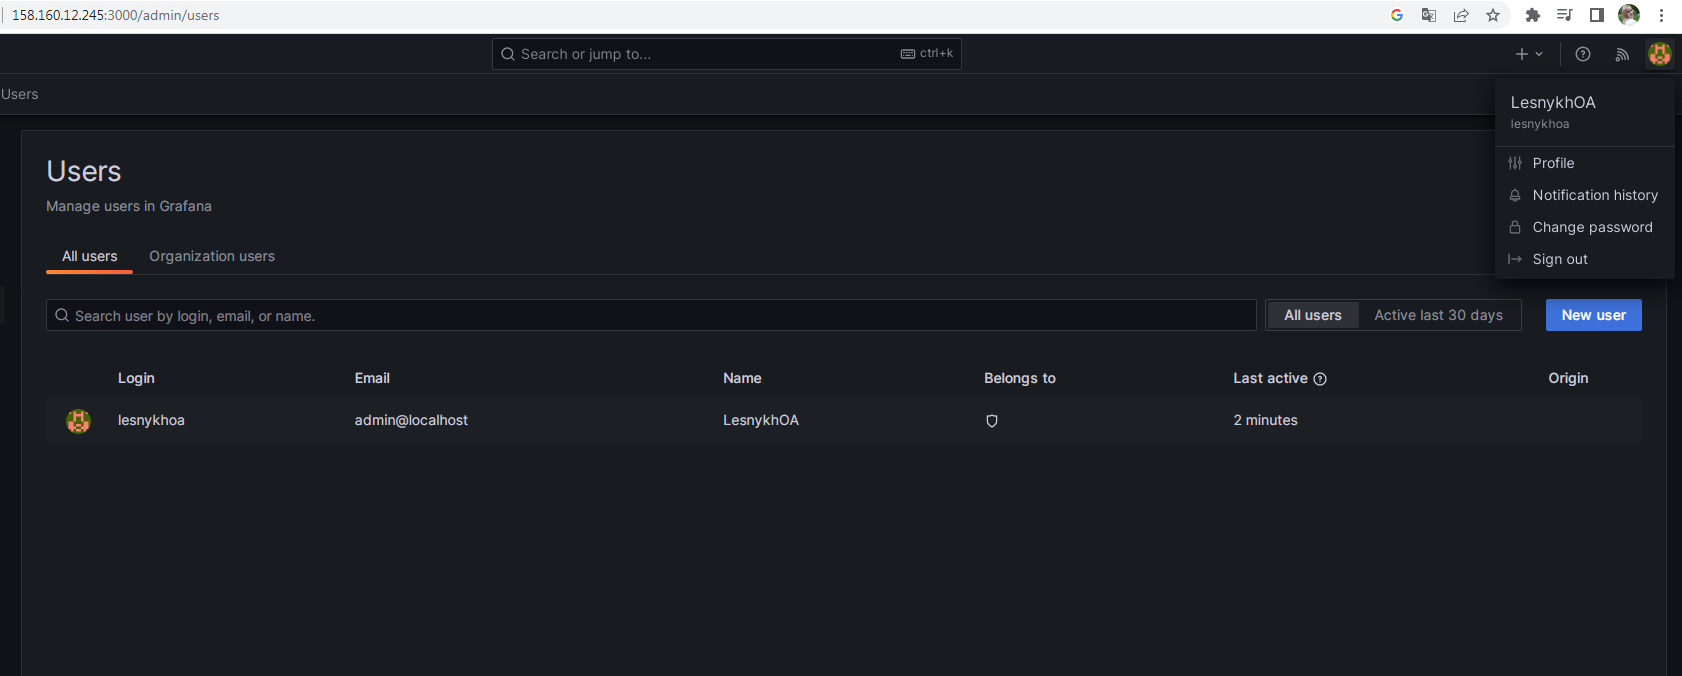 158.160.12.245:3000/admin/users
Search or jump to... ctrl+k
Users
LesnykhOA
lesnykhoa
Profile
Notification history
Change password
Sign out
Users
Manage users in Grafana
All users Organization users
Search user by login, email, or name. All users Active last 30 days New user
Login Email Name Belongs to Last active Origin
lesnykhoa admin@localhost LesnykhOA 2 minutes